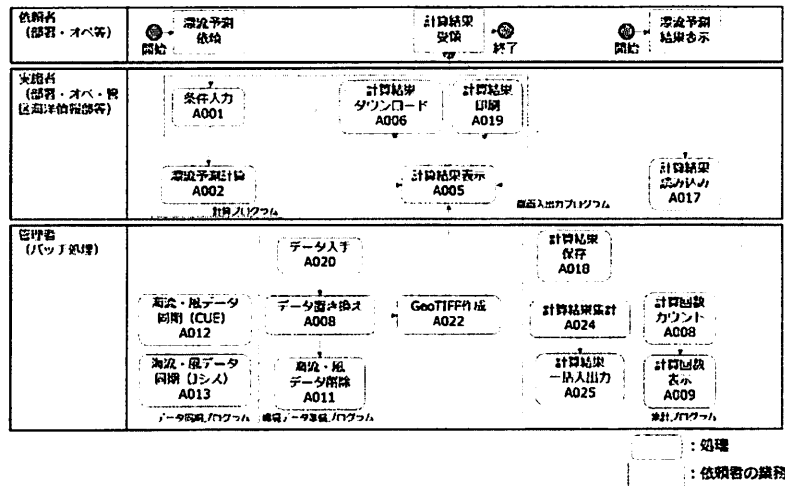 依頼者
(部署・オペ等)
開始
漂流予測
依頼
計算結果
受領
終了
開始
漂流予測
結果表示
実施者
(部署・オペ・管
区海洋情報部等)
条件入力
A001
計算結果
ダウンロード
A006
計算結果
印刷
A019
漂流予測計算
A002
計算プログラム
計算結果表示
A005
画面入出力プログラム
計算結果
読み込み
A017
管理者
(バッチ処理)
データ入手
A020
計算結果
保存
A018
海流・風データ
同期(CUE)
A012
データ置き換え
A008
GeoTIFF作成
A022
計算結果集計
A024
計算回数
カウント
A008
海流・風データ
同期(Jシス)
A013
海流・風
データ削除
A011
計算結果
一括入出力
A025
計算回数
表示
A009
データ同期プログラム
データ準備プログラム
集計プログラム
:処理
:依頼者の業務